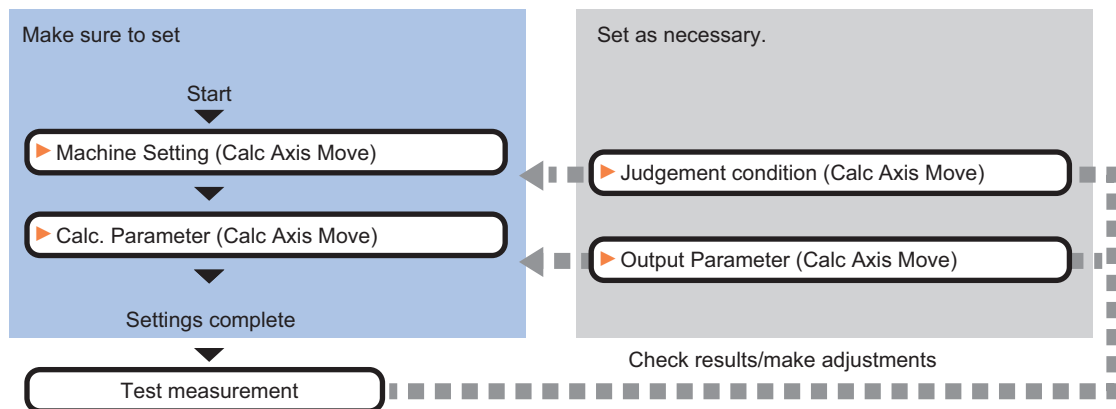 Make sure to set
Start
Machine Setting (Calc Axis Move)
Calc. Parameter (Calc Axis Move)
Settings complete
Test measurement
Set as necessary.
Judgement condition (Calc Axis Move)
Output Parameter (Calc Axis Move)
Check results/make adjustments